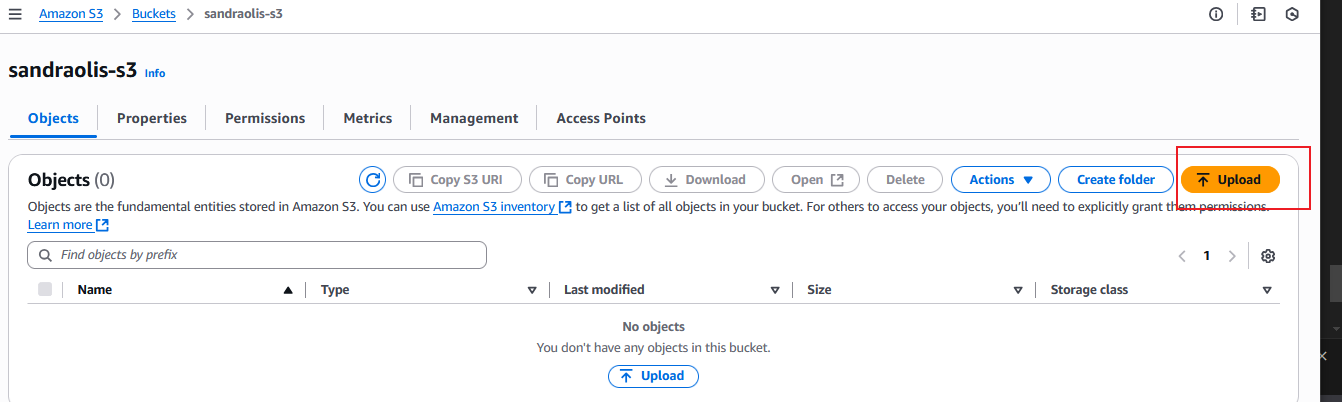 Amazon S3 > Buckets > sandraolis-s3
sandraolis-s3 Info
Objects Properties Permissions Metrics Management Access Points
Objects (0) Copy S3 URI Copy URL Download Open Delete Actions Create folder Upload
Objects are the fundamental entities stored in Amazon S3. You can use Amazon S3 inventory to get a list of all objects in your bucket. For others to access your objects, you'll need to explicitly grant them permissions.
Learn more
Find objects by prefix 1
Name Type Last modified Size Storage class
No objects
You don't have any objects in this bucket.
Upload